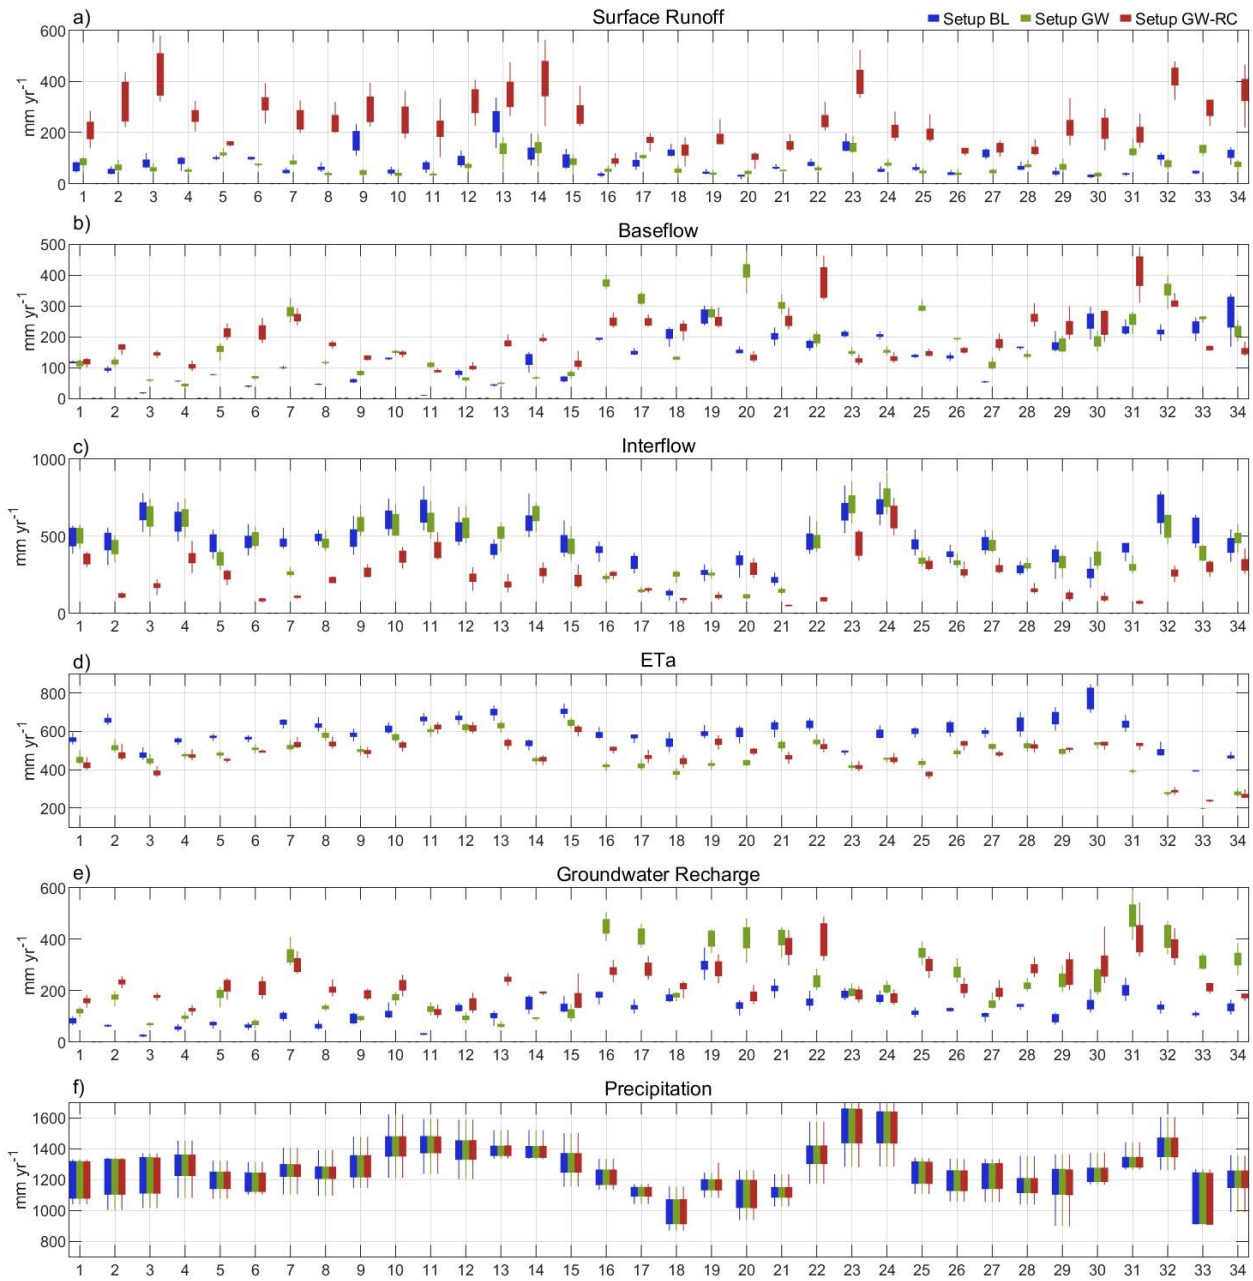 a) Surface Runoff Setup BL Setup GW Setup GW-RC
600
400
200
0
mm yr-1
1 2 3 4 5 6 7 8 9 10 11 12 13 14 15 16 17 18 19 20 21 22 23 24 25 26 27 28 29 30 31 32 33 34
b) Baseflow
500
400
300
200
100
0
mm yr-1
1 2 3 4 5 6 7 8 9 10 11 12 13 14 15 16 17 18 19 20 21 22 23 24 25 26 27 28 29 30 31 32 33 34
c) Interflow
1000
500
0
mm yr-1
1 2 3 4 5 6 7 8 9 10 11 12 13 14 15 16 17 18 19 20 21 22 23 24 25 26 27 28 29 30 31 32 33 34
d) ETa
800
600
400
200
mm yr-1
1 2 3 4 5 6 7 8 9 10 11 12 13 14 15 16 17 18 19 20 21 22 23 24 25 26 27 28 29 30 31 32 33 34
e) Groundwater Recharge
600
400
200
0
mm yr-1
1 2 3 4 5 6 7 8 9 10 11 12 13 14 15 16 17 18 19 20 21 22 23 24 25 26 27 28 29 30 31 32 33 34
f) Precipitation
1600
1400
1200
1000
800
mm yr-1
1 2 3 4 5 6 7 8 9 10 11 12 13 14 15 16 17 18 19 20 21 22 23 24 25 26 27 28 29 30 31 32 33 34